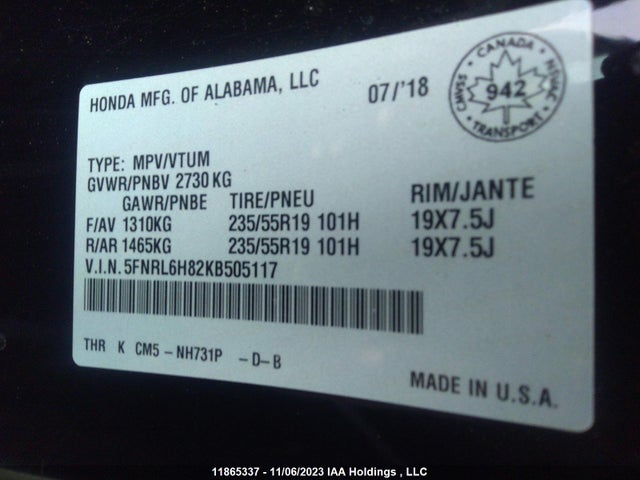 HONDA MFG. OF ALABAMA, LLC
07/'18
CANADA
CMVSS 942 NSVAC
TRANSPORT
TYPE: MPV/VTUM
GVWR/PNBV 2730 KG
GAWR/PNBE TIRE/PNEU RIM/JANTE
F/AV 1310KG 235/55R19 101H 19X7.5J
R/AR 1465KG 235/55R19 101H 19X7.5J
V.I.N. 5FNRL6H82KB505117
THR K CM5 - NH731P - D- B
MADE IN U.S.A.
11865337 - 11/06/2023 IAA Holdings , LLC